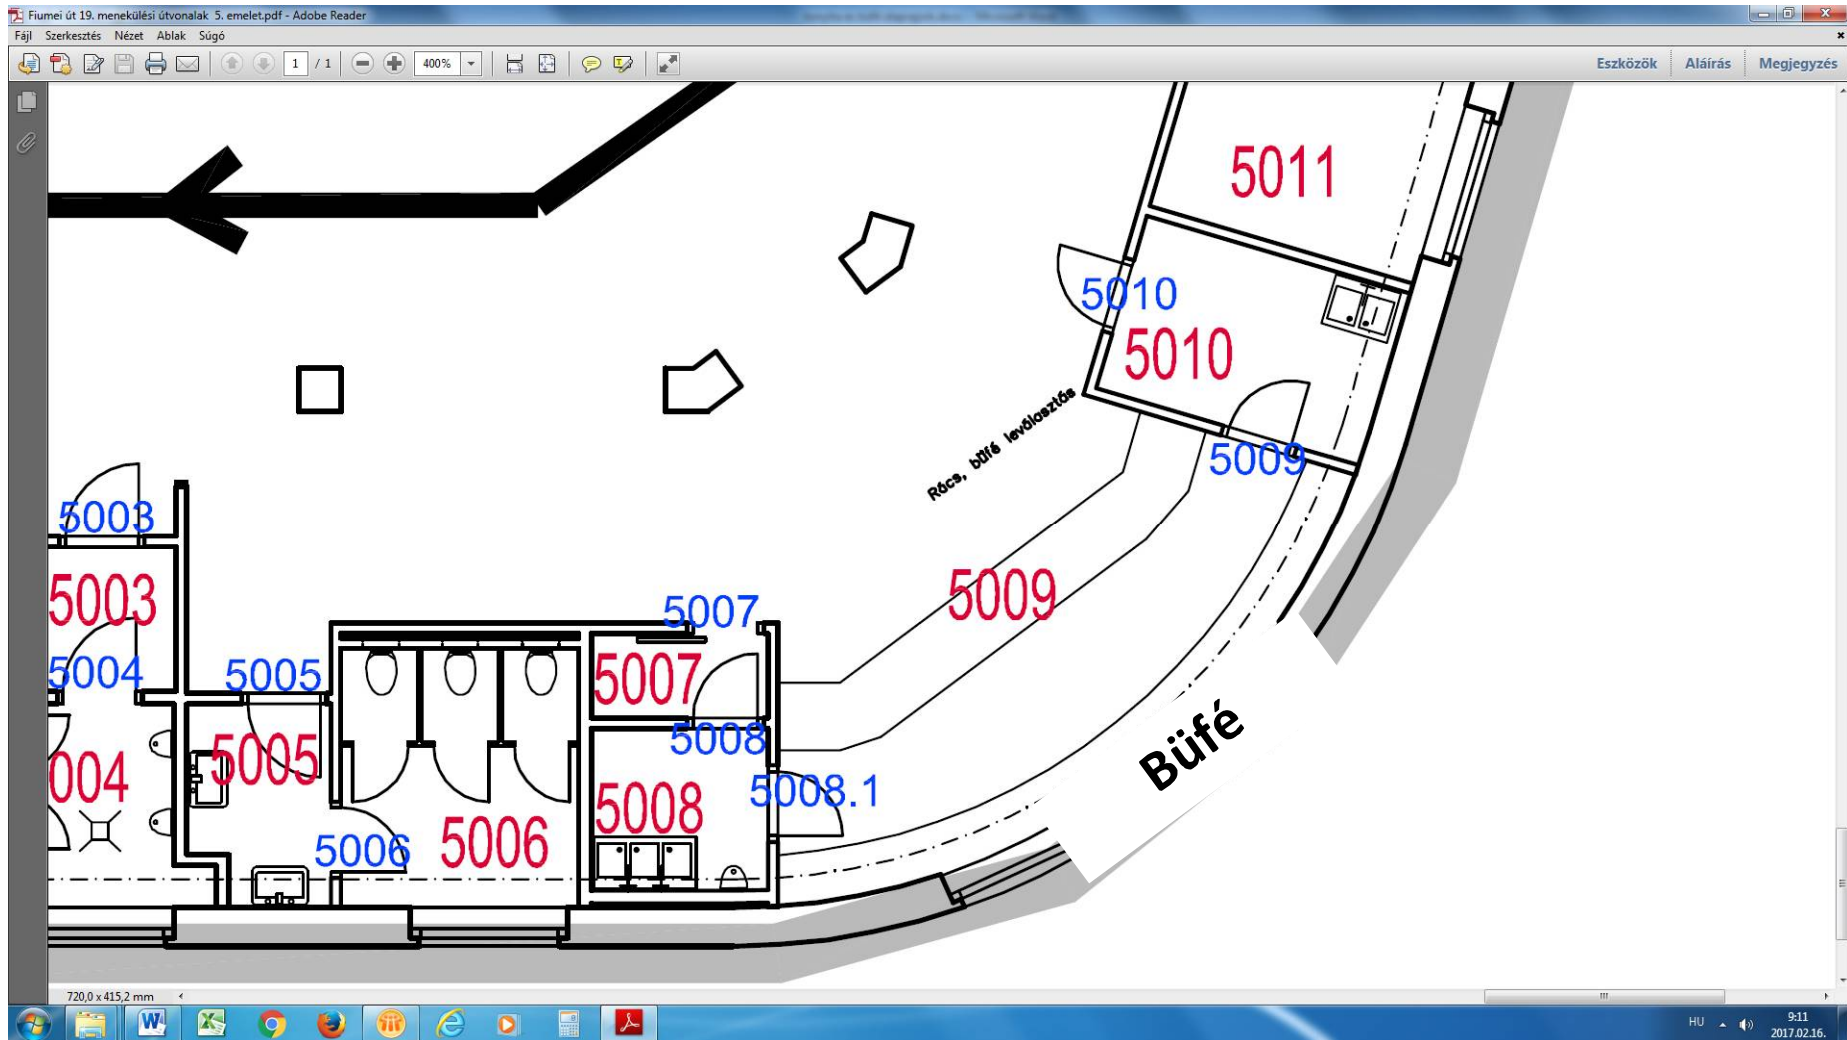 Fiumei út 19. menekülési útvonalak 5. emelet.pdf - Adobe Reader
Fájl Szerkesztés Nézet Ablak Súgó
1 / 1 400% Eszközök Aláírás Megjegyzés
5011
5010
5010
Rács, büfé leválasztás
5009
5003
5003
5009
5007
5004
5005
5007
Büfé
5008
5005
004
5008.1
5008
5006
5006
720,0 x 415,2 mm
HU 9:11
2017.02.16.